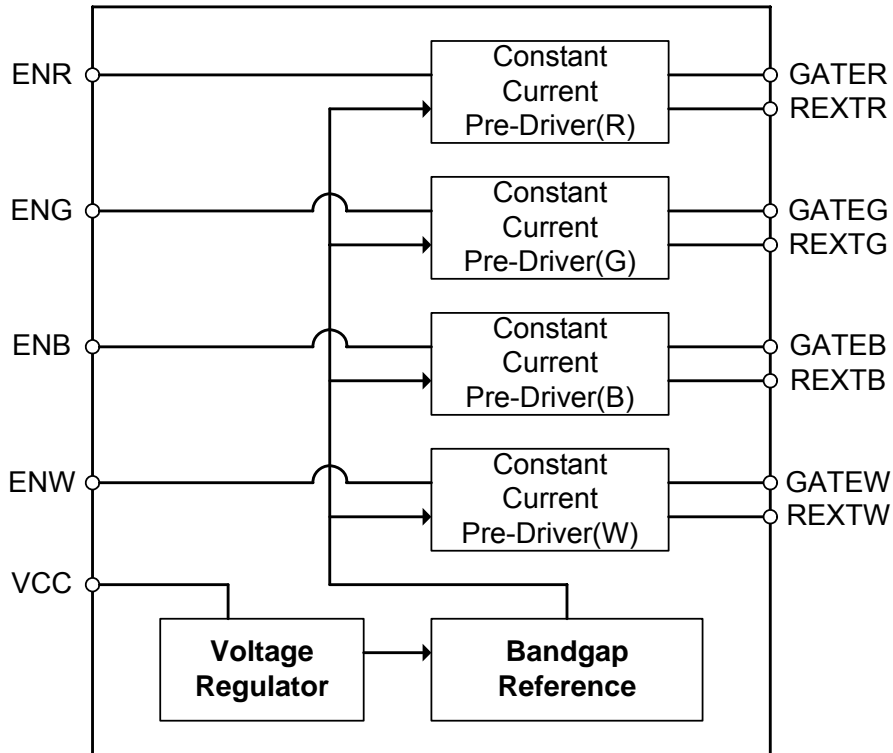 ENR
Constant
Current
Pre-Driver(R)
GATER
REXTR
ENG
Constant
Current
Pre-Driver(G)
GATEG
REXTG
ENB
Constant
Current
Pre-Driver(B)
GATEB
REXTB
ENW
Constant
Current
Pre-Driver(W)
GATEW
REXTW
VCC
Voltage
Regulator
Bandgap
Reference